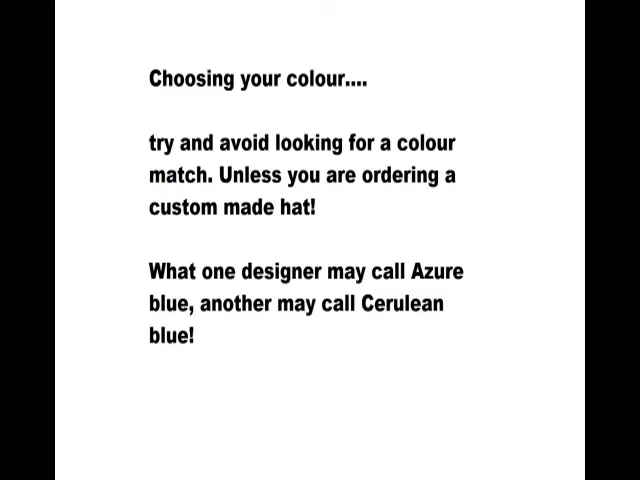 Choosing your colour....
try and avoid looking for a colour
match. Unless you are ordering a
custom made hat!
What one designer may call Azure
blue, another may call Cerulean
blue!